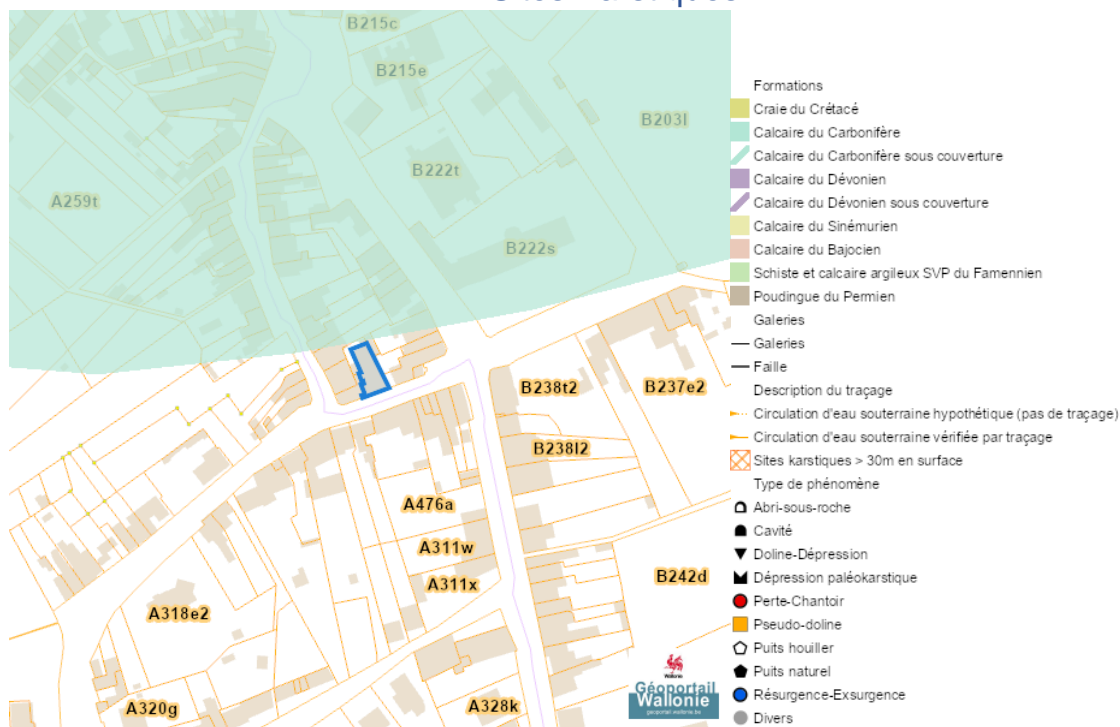 B215c
B215e
B203l
B222t
A259t
B222s
B238t2
B237e2
B238l2
A476a
A311w
A311x
B242d
A318e2
A320g
A328k
Wallonie
Géoportail
Wallonie
geoportail.wallonie.be
Formations
Craie du Crétacé
Calcaire du Carbonifère
Calcaire du Carbonifère sous couverture
Calcaire du Dévonien
Calcaire du Dévonien sous couverture
Calcaire du Sinémurien
Calcaire du Bajocien
Schiste et calcaire argileux SVP du Famennien
Poudingue du Permien
Galeries
Galeries
Faille
Description du traçage
Circulation d'eau souterraine hypothétique (pas de traçage)
Circulation d'eau souterraine vérifiée par traçage
Sites karstiques > 30m en surface
Type de phénomène
Abri-sous-roche
Cavité
Doline-Dépression
Dépression paléokarstique
Perte-Chantoir
Pseudo-doline
Puits houiller
Puits naturel
Résurgence-Exsurgence
Divers